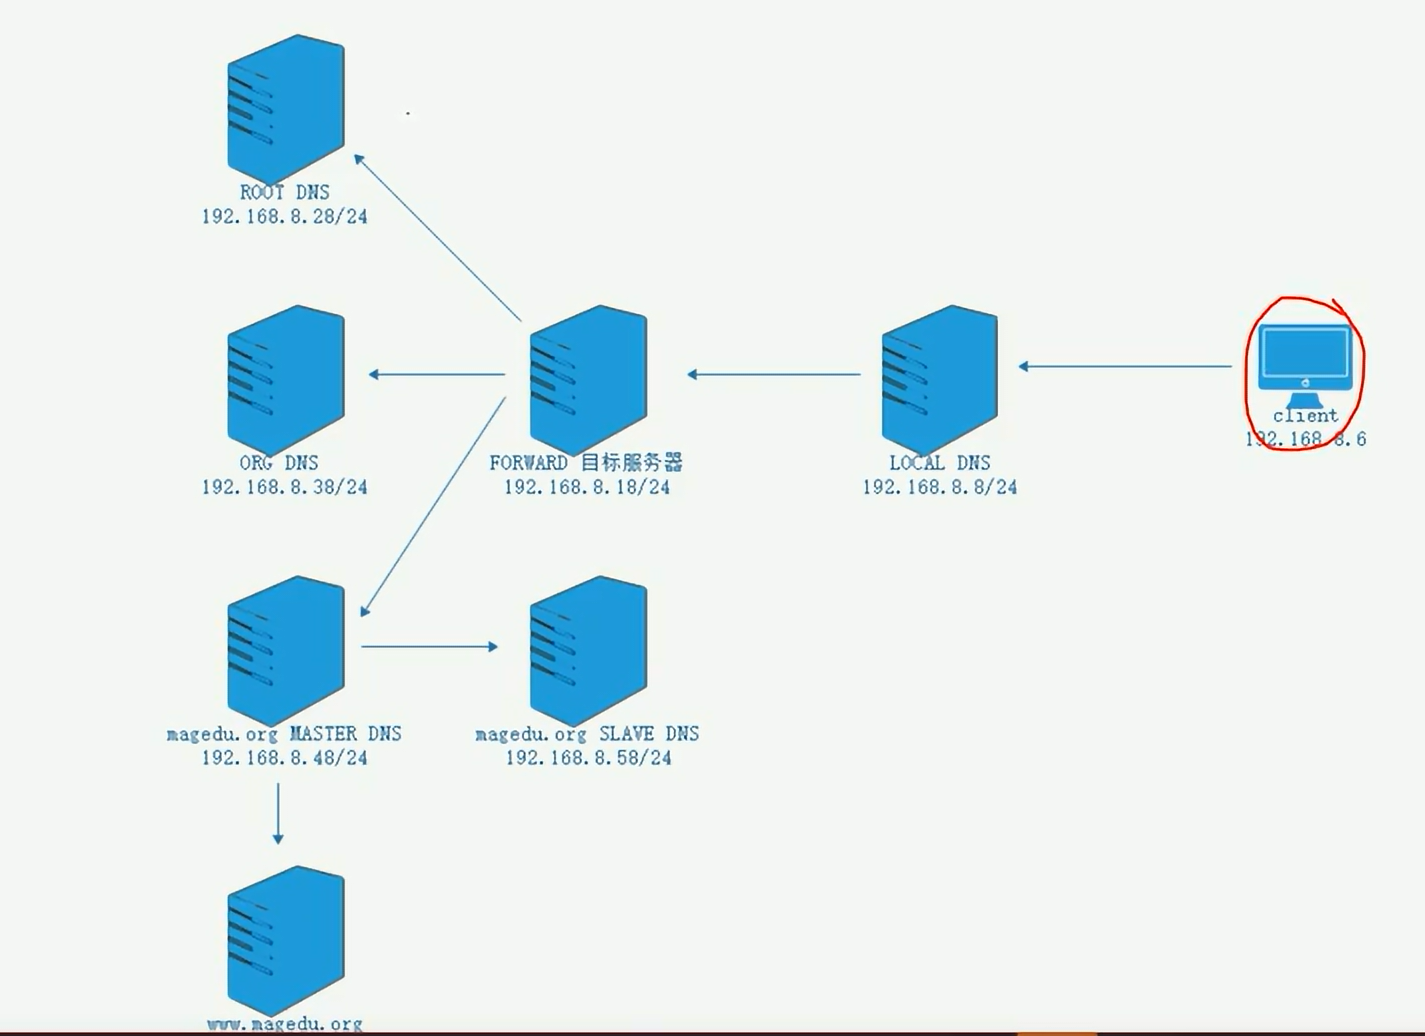 ROOT DNS
192.168.8.28/24
ORG DNS
192.168.8.38/24
FORWARD 目标服务器
192.168.8.18/24
LOCAL DNS
192.168.8.8/24
client
192.168.8.6
magedu.org MASTER DNS
192.168.8.48/24
magedu.org SLAVE DNS
192.168.8.58/24
www.magedu.org